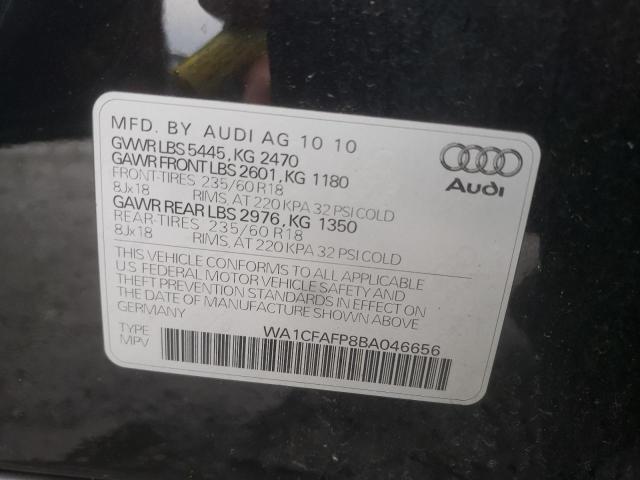 MFD. BY AUDI AG 10 10
GVWR LBS 5445, KG 2470
GAWR FRONT LBS 2601, KG 1180
FRONT-TIRES 235/60 R18
8Jx18 RIMS, AT 220 KPA 32 PSI COLD
GAWR REAR LBS 2976, KG 1350
REAR-TIRES 235/60 R18
8Jx18 RIMS, AT 220 KPA 32 PSI COLD
THIS VEHICLE CONFORMS TO ALL APPLICABLE
U.S. FEDERAL MOTOR VEHICLE SAFETY AND
THEFT PREVENTION STANDARDS IN EFFECT ON
THE DATE OF MANUFACTURE SHOWN ABOVE
GERMANY
WA1CFAFP8BA046656
TYPE
MPV
Audi